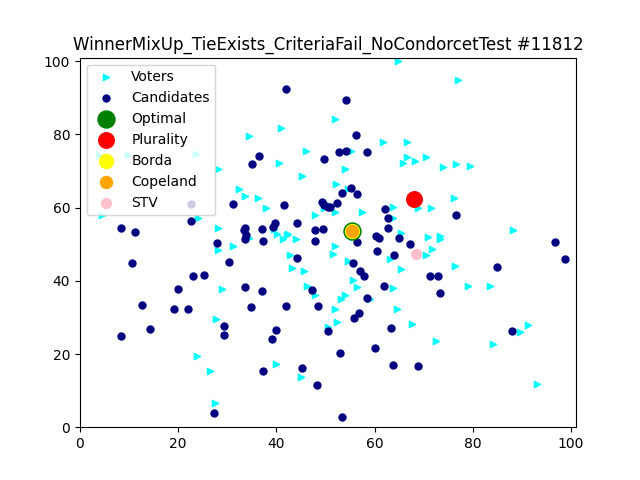 WinnerMixUp_TieExists_CriteriaFail_NoCondorcetTest #11812
100
80
60
40
20
0
Voters
Candidates
Optimal
Plurality
Borda
Copeland
STV
0 20 40 60 80 100